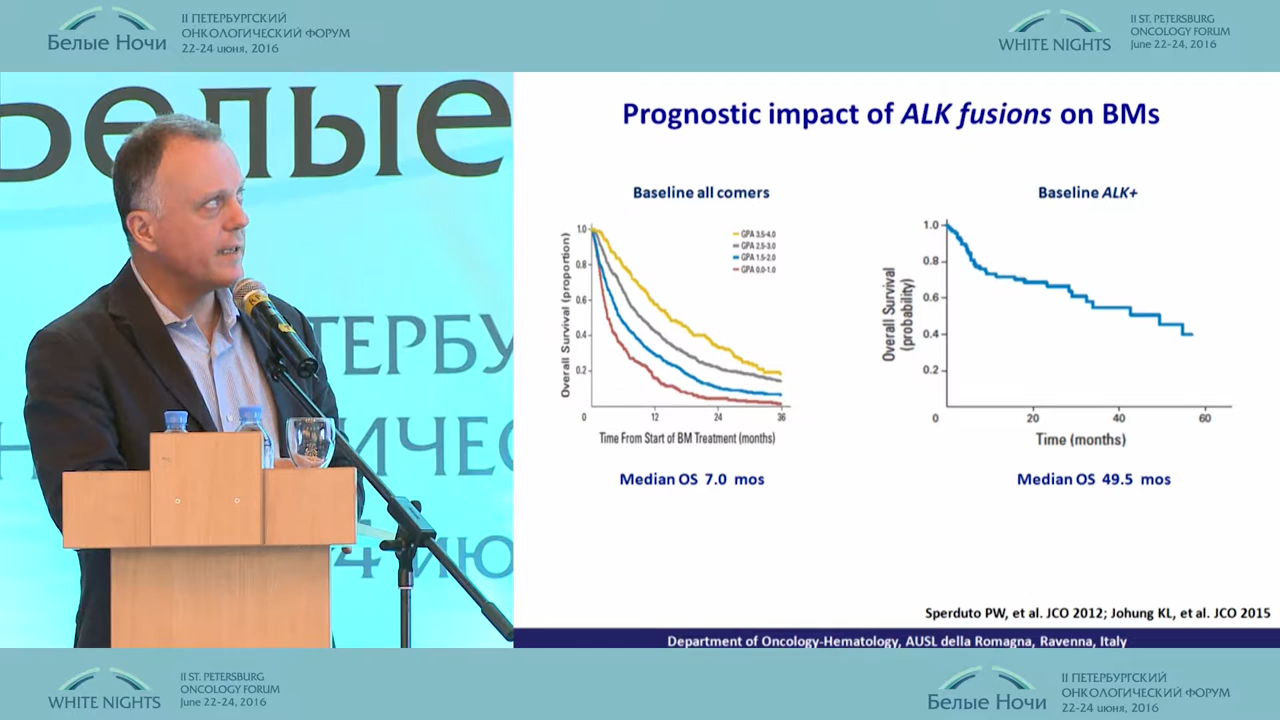 Белые Ночи
II ПЕТЕРБУРГСКИЙ
ОНКОЛОГИЧЕСКИЙ ФОРУМ
22-24 июня, 2016
WHITE NIGHTS
II ST. PETERSBURG
ONCOLOGY FORUM
June 22-24, 2016
Белые
ТЕРБУ
ИЧЕС
4 ИЮ
Prognostic impact of ALK fusions on BMs
Baseline all comers
Overall Survival (proportion)
1.0
0.8
0.6
0.4
0.2
0
12
24
36
GPA 3.5-4.0
GPA 2.5-3.0
GPA 1.5-2.0
GPA 0.0-1.0
Time From Start of BM Treatment (months)
Median OS 7.0 mos
Baseline ALK+
Overall Survival
(probability)
1.0
0.8
0.6
0.4
0.2
0
20
40
60
Time (months)
Median OS 49.5 mos
Sperduto PW, et al. JCO 2012; Johung KL, et al. JCO 2015
Department of Oncology-Hematology, AUSL della Romagna, Ravenna, Italy
WHITE NIGHTS
II ST. PETERSBURG
ONCOLOGY FORUM
June 22-24, 2016
Белые Ночи
II ПЕТЕРБУРГСКИЙ
ОНКОЛОГИЧЕСКИЙ ФОРУМ
22-24 июня, 2016